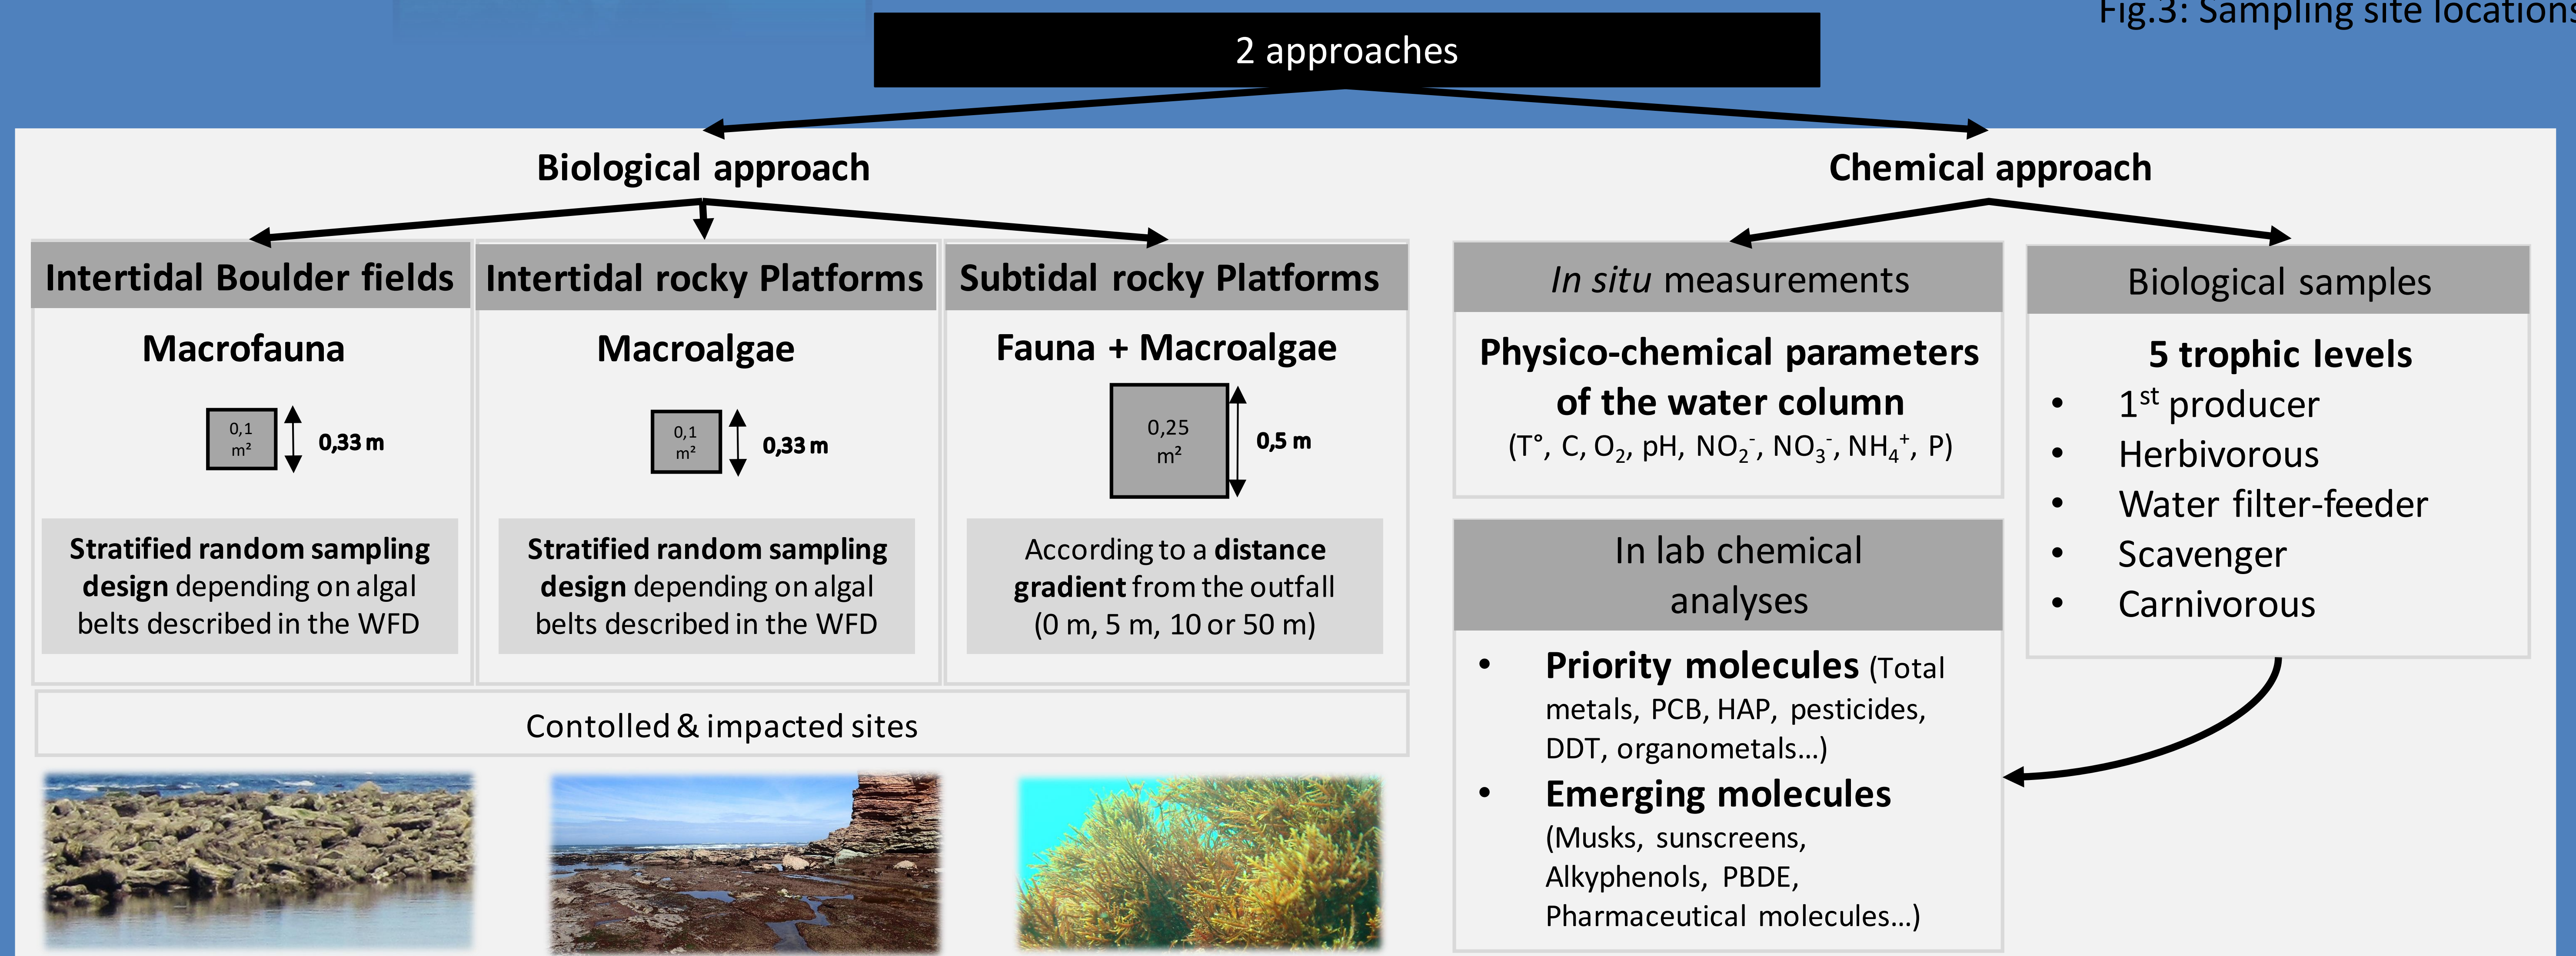 Fig.3: Sampling site locations
2 approaches
Biological approach
Chemical approach
Intertidal Boulder fields
Macrofauna
0,1
m²
0,33 m
Stratified random sampling
design depending on algal
belts described in the WFD
Intertidal rocky Platforms
Macroalgae
0,1
m²
0,33 m
Stratified random sampling
design depending on algal
belts described in the WFD
Subtidal rocky Platforms
Fauna + Macroalgae
0,25
m²
0,5 m
According to a distance
gradient from the outfall
(0 m, 5 m, 10 or 50 m)
Contolled & impacted sites
In situ measurements
Physico-chemical parameters
of the water column
(T°, C, O₂, pH, NO₂⁻, NO₃⁻, NH₄⁺, P)
In lab chemical
analyses
• Priority molecules (Total
metals, PCB, HAP, pesticides,
DDT, organometals...)
• Emerging molecules
(Musks, sunscreens,
Alkyphenols, PBDE,
Pharmaceutical molecules...)
Biological samples
5 trophic levels
• 1st producer
• Herbivorous
• Water filter-feeder
• Scavenger
• Carnivorous